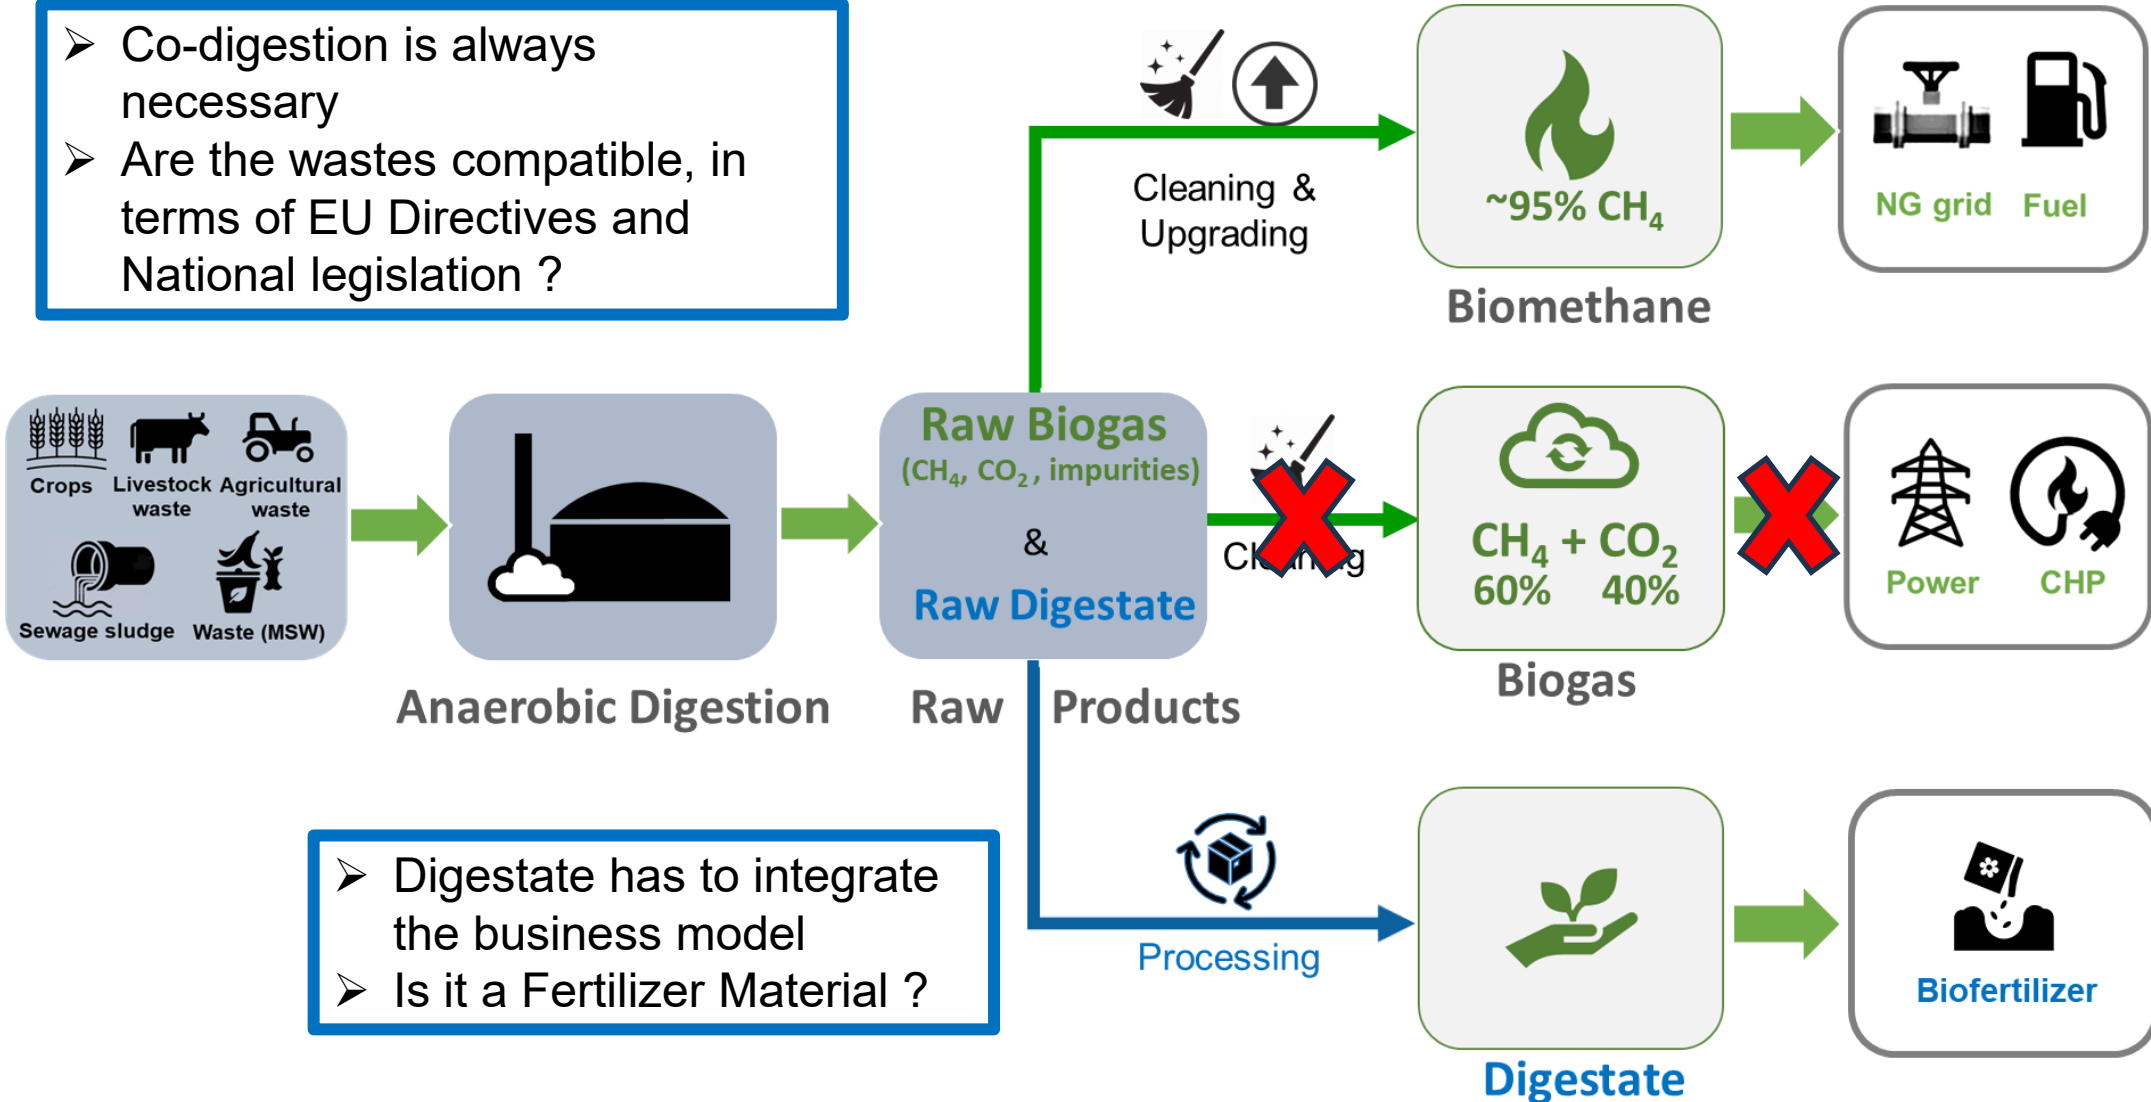 ➢ Co-digestion is always
necessary
➢ Are the wastes compatible, in
terms of EU Directives and
National legislation ?
Cleaning &
Upgrading
~95% CH₄
Biomethane
NG grid
Fuel
Crops
Livestock
waste
Agricultural
waste
Sewage sludge
Waste (MSW)
Anaerobic Digestion
Raw Biogas
(CH₄, CO₂ , impurities)
&
Raw Digestate
Raw Products
Cleaning
CH₄ + CO₂
60% 40%
Biogas
Power
CHP
➢ Digestate has to integrate
the business model
➢ Is it a Fertilizer Material ?
Processing
Digestate
Biofertilizer